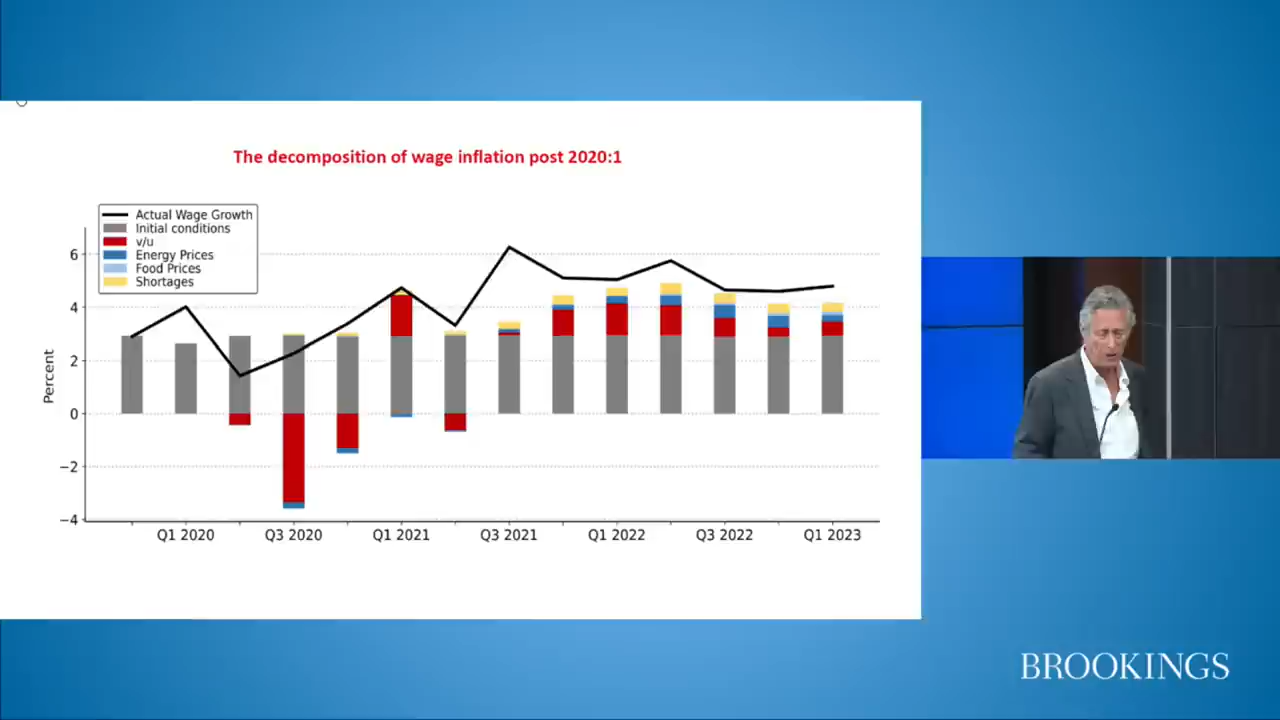 The decomposition of wage inflation post 2020:1
Actual Wage Growth
Initial conditions
v/u
Energy Prices
Food Prices
Shortages
Percent
6
4
2
0
−2
−4
Q1 2020
Q3 2020
Q1 2021
Q3 2021
Q1 2022
Q3 2022
Q1 2023
BROOKINGS